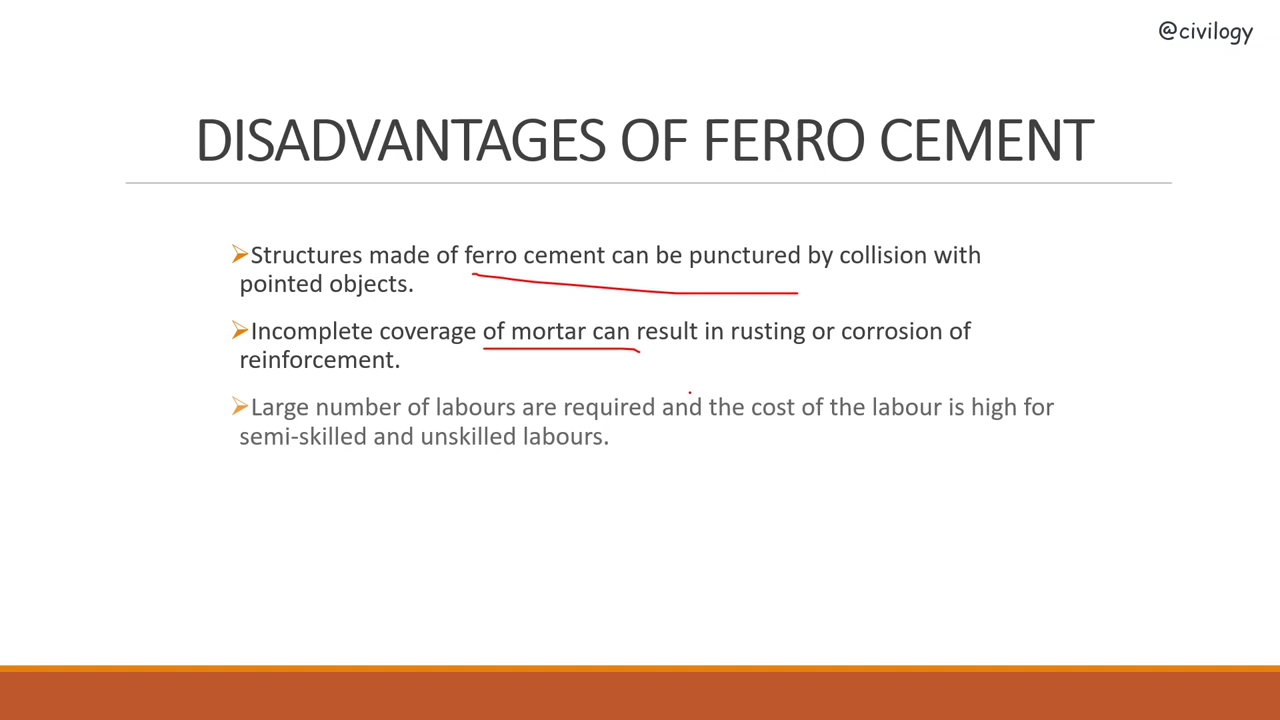 @civilogy
DISADVANTAGES OF FERRO CEMENT
Structures made of ferro cement can be punctured by collision with
pointed objects.
Incomplete coverage of mortar can result in rusting or corrosion of
reinforcement.
Large number of labours are required and the cost of the labour is high for
semi-skilled and unskilled labours.